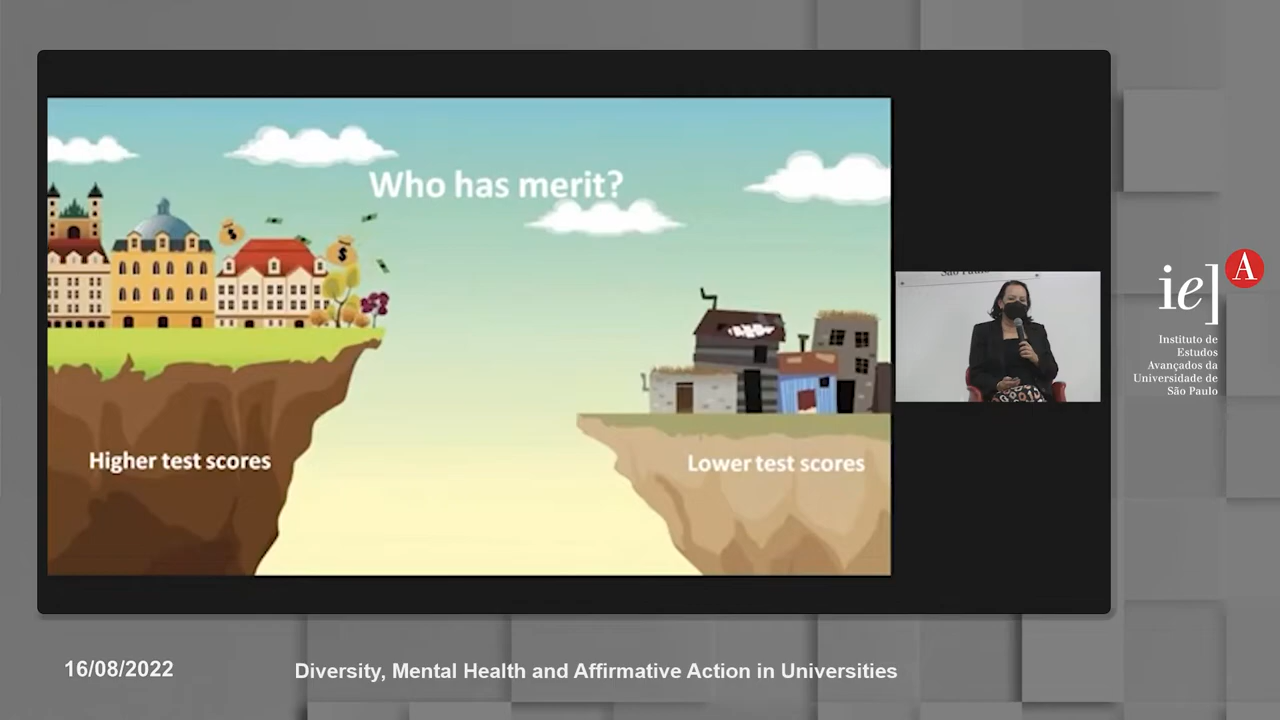 Who has merit?
$
$
Higher test scores
Lower test scores
São Paulo
ie]
A
Instituto de
Estudos
Avançados da
Universidade de
São Paulo
16/08/2022
Diversity, Mental Health and Affirmative Action in Universities